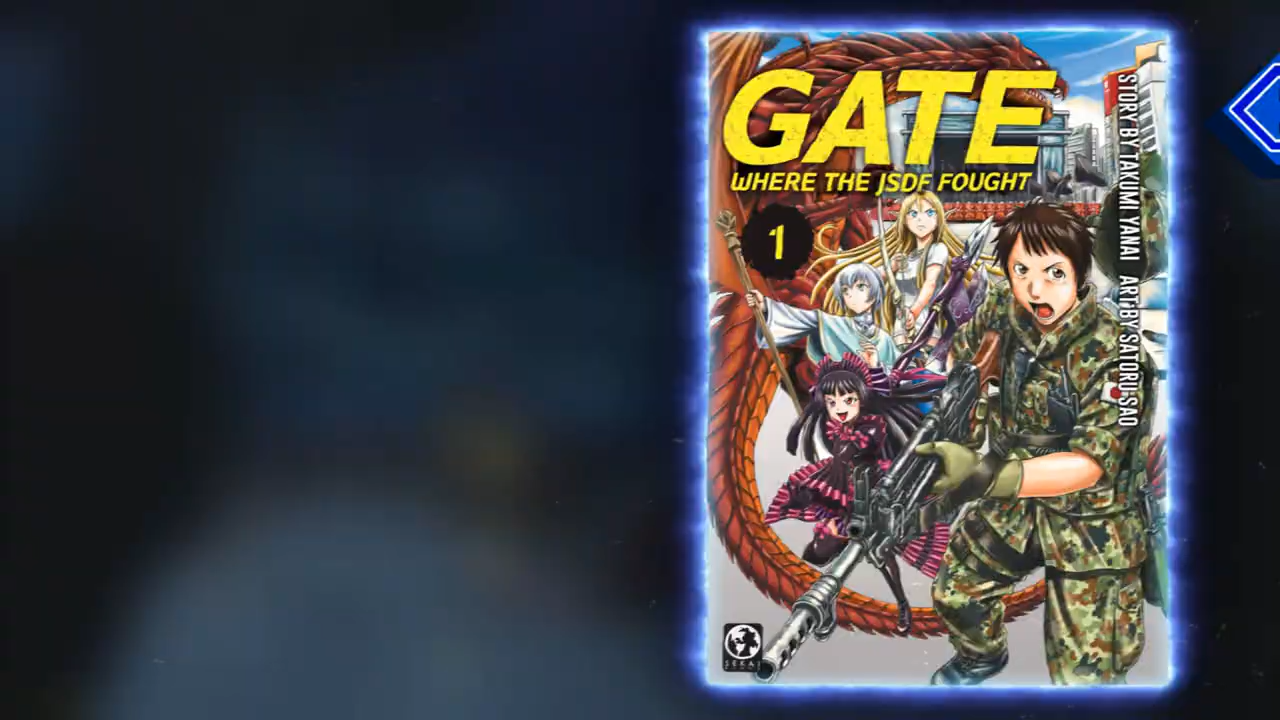 GATE
WHERE THE JSDF FOUGHT
1
STORY BY TAKUMI YANAI ART BY SATORU SAO
SEKAI